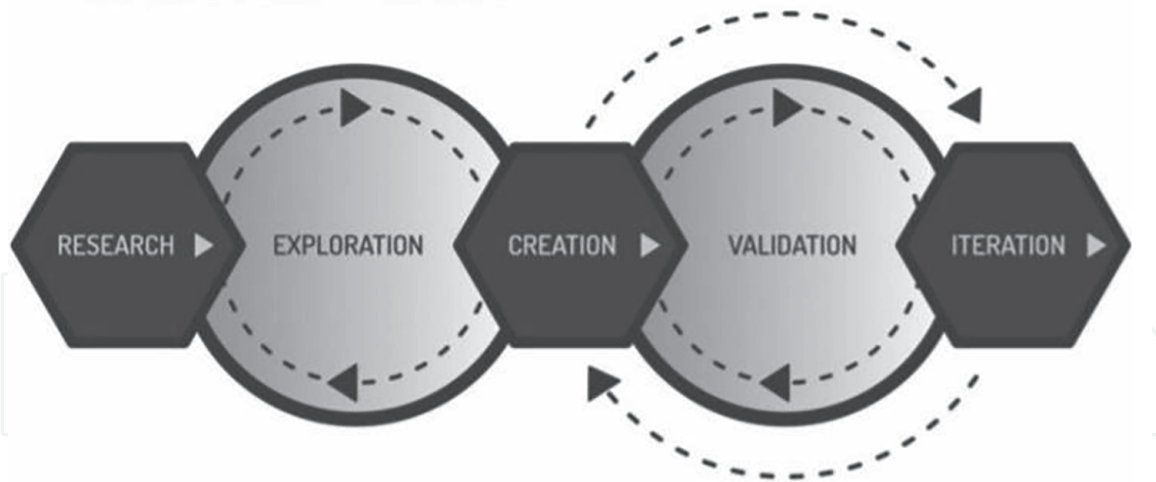 RESEARCH
EXPLORATION
CREATION
VALIDATION
ITERATION